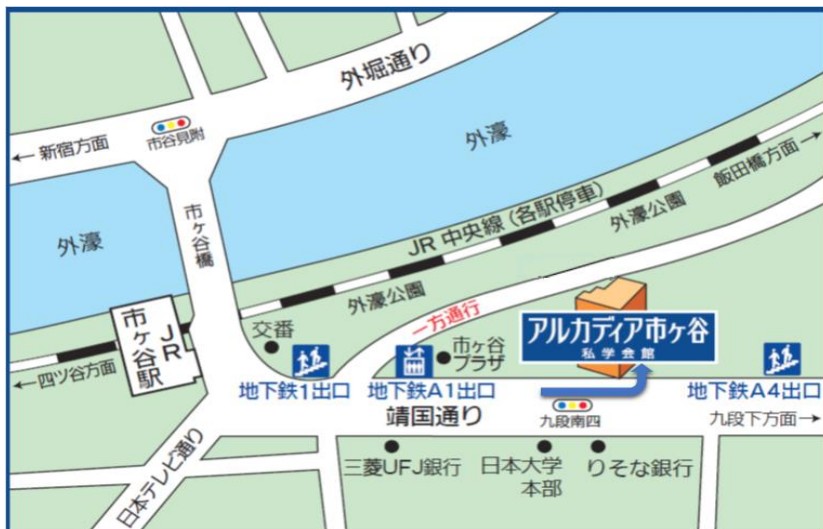 外堀通り
←新宿方面
市谷見附
外濠
飯田橋方面→
外濠
市ヶ谷橋
JR 中央線(各駅停車)
外濠公園
外濠公園
一方通行
JR
市ヶ谷駅
交番
市ヶ谷
プラザ
アルカディア市ヶ谷
私学会館
←四ツ谷方面
地下鉄1出口
地下鉄A1出口
地下鉄A4出口
靖国通り
九段南四
九段下方面→
日本テレビ通り
三菱UFJ銀行
日本大学
本部
りそな銀行